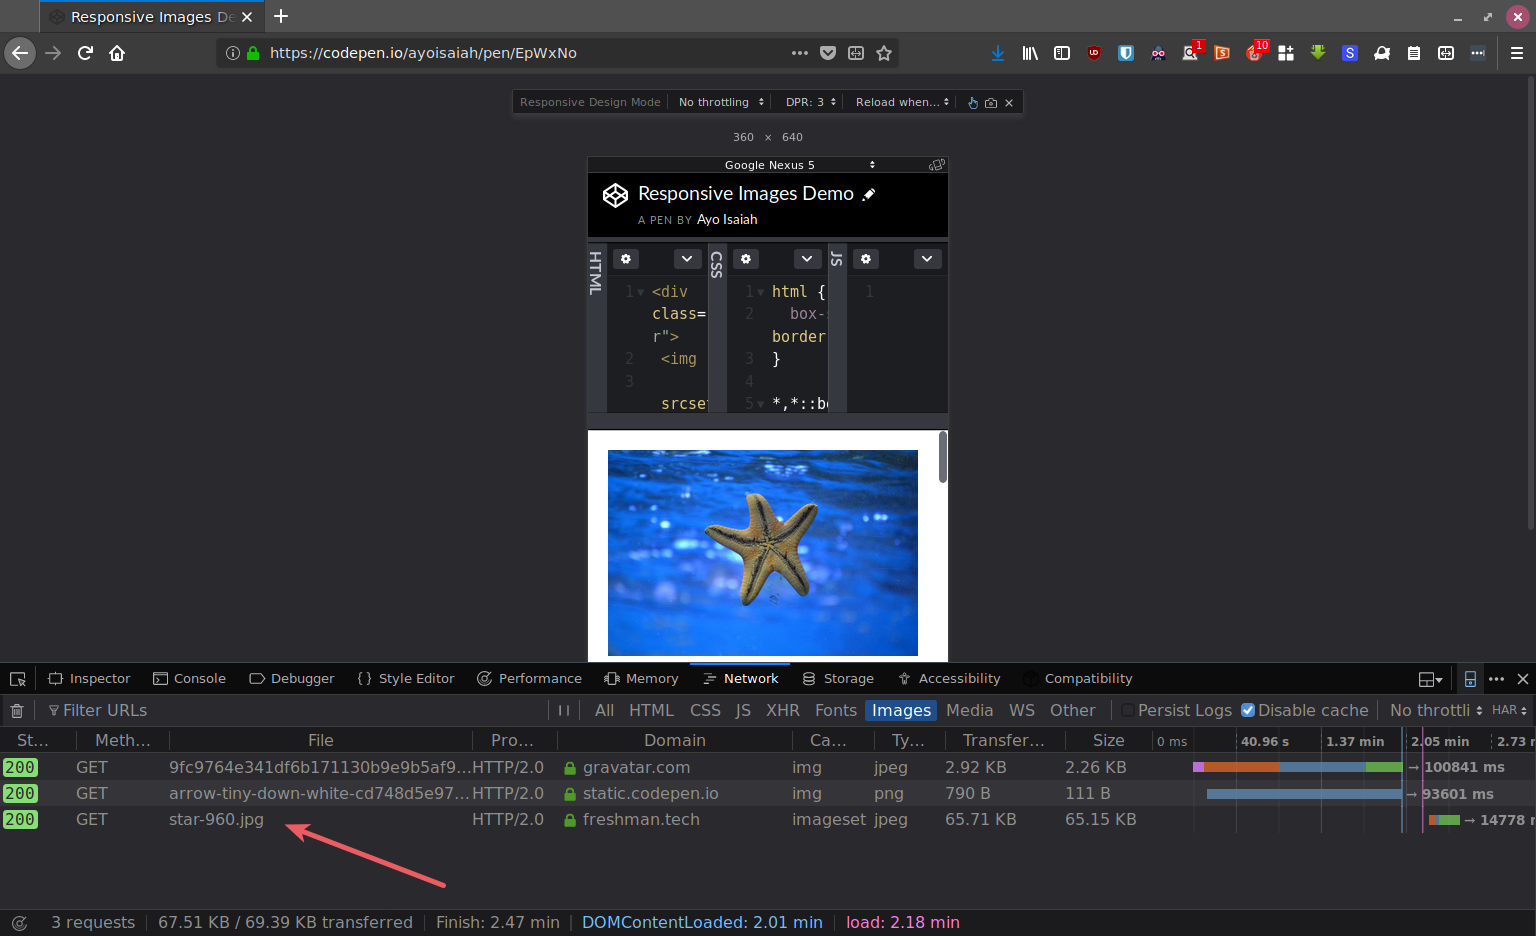 Responsive Images De
https://codepen.io/ayoisaiah/pen/EpWxNo
1
10
S
Responsive Design Mode No throttling DPR: 3 Reload when...
360 × 640
Google Nexus 5
Responsive Images Demo
A PEN BY Ayo Isaiah
HTML
CSS
JS
1 <div
class=
r">
2 <img
3
srcse
1 html {
2 box-
border
3 }
4
5 *,*::b
1
Inspector Console Debugger { } Style Editor Performance Memory Network Storage Accessibility Compatibility
Filter URLs All HTML CSS JS XHR Fonts Images Media WS Other Persist Logs Disable cache No throttli HAR
St... Meth... File Pro... Domain Ca... Ty... Transfer... Size 0 ms 40.96 s 1.37 min 2.05 min 2.73 m
200 GET 9fc9764e341df6b171130b9e9b5af9... HTTP/2.0 gravatar.com img jpeg 2.92 KB 2.26 KB → 100841 ms
200 GET arrow-tiny-down-white-cd748d5e97... HTTP/2.0 static.codepen.io img png 790 B 111 B → 93601 ms
200 GET star-960.jpg HTTP/2.0 freshman.tech imageset jpeg 65.71 KB 65.15 KB → 14778 m
3 requests 67.51 KB / 69.39 KB transferred Finish: 2.47 min DOMContentLoaded: 2.01 min load: 2.18 min